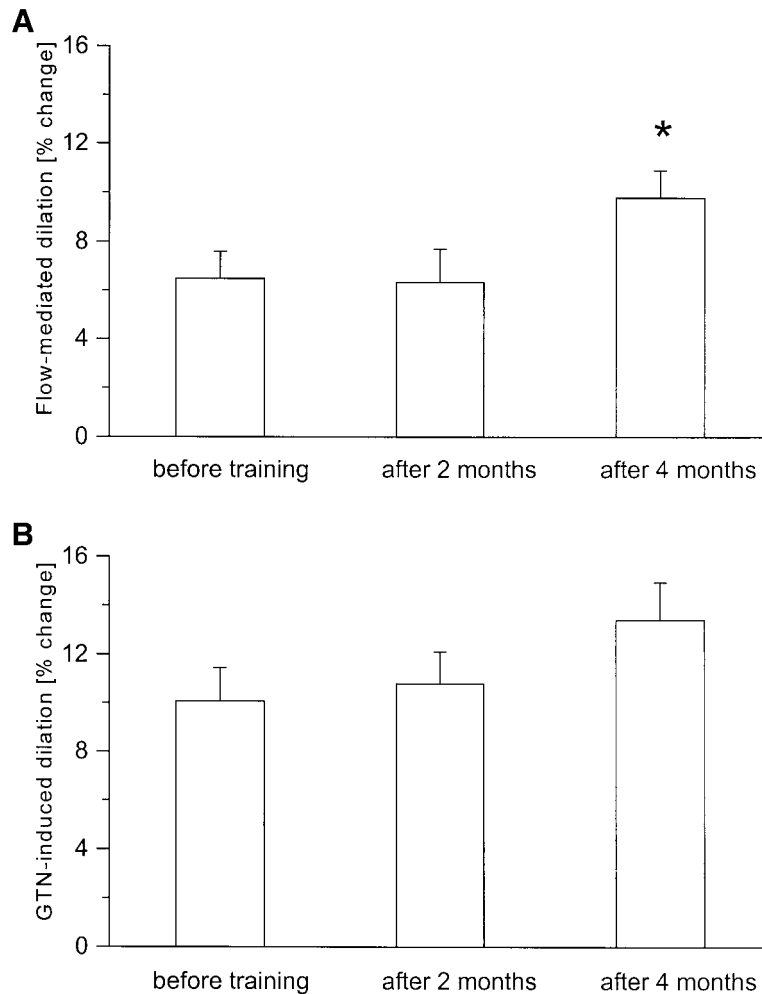 A
Flow-mediated dilation [% change]
16
12
8
4
0
*
before training after 2 months after 4 months
B
GTN-induced dilation [% change]
16
12
8
4
0
before training after 2 months after 4 months